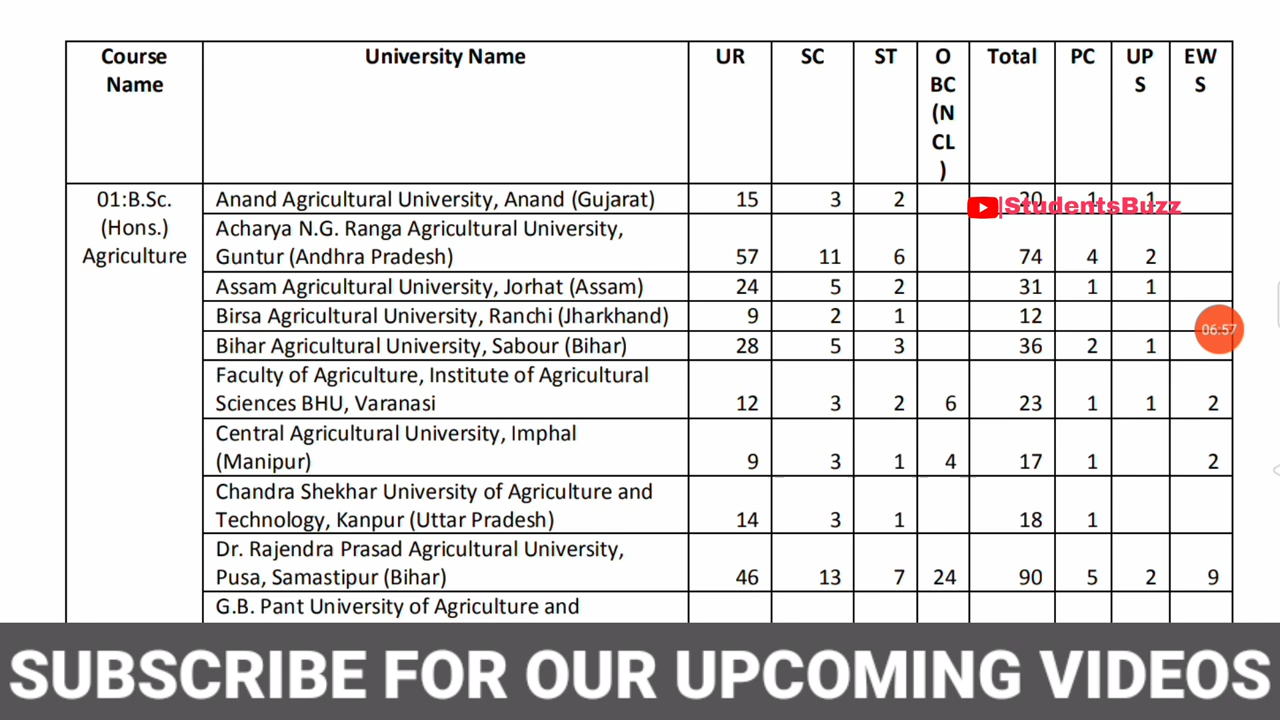 Course Name University Name UR SC ST O BC(N CL ) Total PC UP S EW S
01:B.Sc. (Hons.) Agriculture
Anand Agricultural University, Anand (Gujarat) 15 3 2 20 1 1
StudentsBuzz
Acharya N.G. Ranga Agricultural University,
Guntur (Andhra Pradesh) 57 11 6 74 4 2
Assam Agricultural University, Jorhat (Assam) 24 5 2 31 1 1
Birsa Agricultural University, Ranchi (Jharkhand) 9 2 1 12
06:57
Bihar Agricultural University, Sabour (Bihar) 28 5 3 36 2 1
Faculty of Agriculture, Institute of Agricultural
Sciences BHU, Varanasi 12 3 2 6 23 1 1 2
Central Agricultural University, Imphal
(Manipur) 9 3 1 4 17 1 2
Chandra Shekhar University of Agriculture and
Technology, Kanpur (Uttar Pradesh) 14 3 1 18 1
Dr. Rajendra Prasad Agricultural University,
Pusa, Samastipur (Bihar) 46 13 7 24 90 5 2 9
G.B. Pant University of Agriculture and
SUBSCRIBE FOR OUR UPCOMING VIDEOS